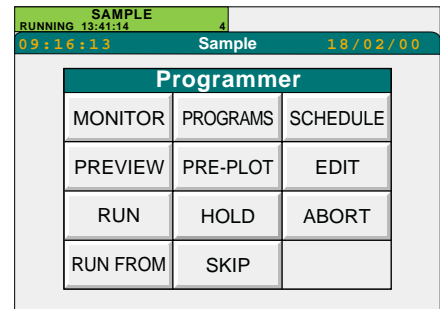 SAMPLE
RUNNING 13:41:14 4
09:16:13 Sample 18/02/00
Programmer
MONITOR PROGRAMS SCHEDULE
PREVIEW PRE-PLOT EDIT
RUN HOLD ABORT
RUN FROM SKIP